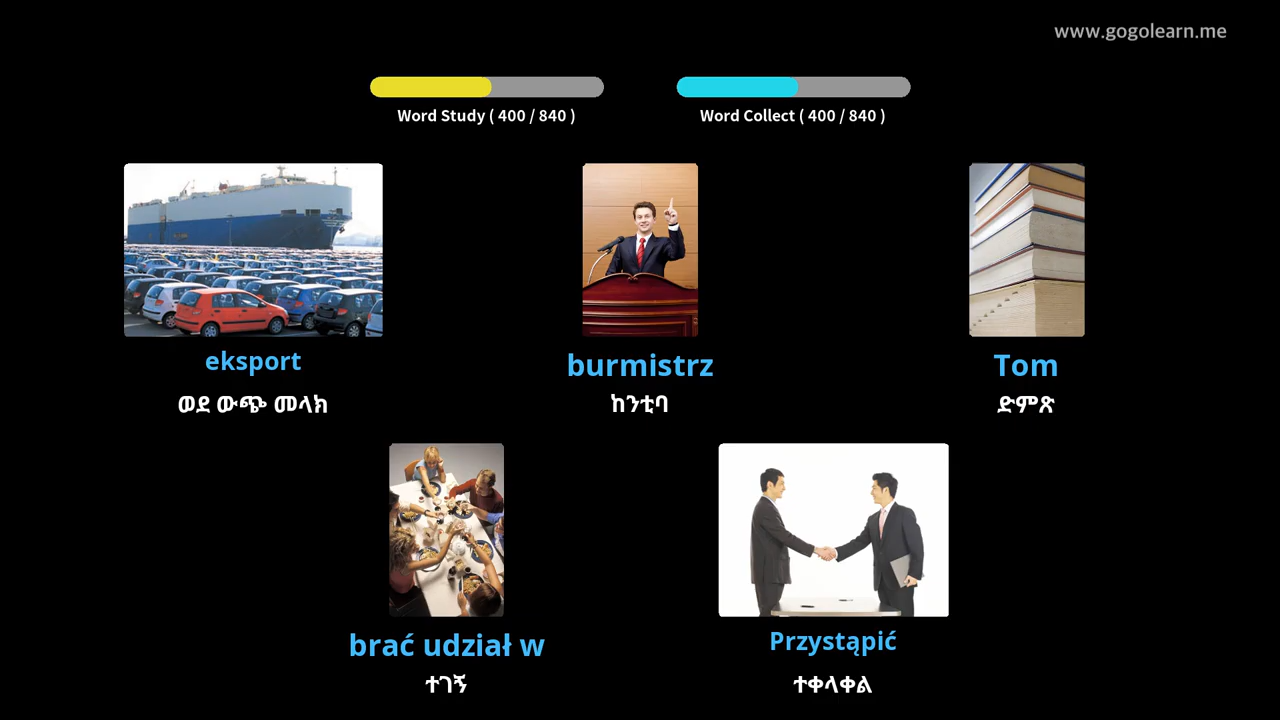 www.gogolearn.me
Word Study ( 400 / 840 )
Word Collect ( 400 / 840 )
eksport
ወደ ውጭ መላክ
burmistrz
ከንቲባ
Tom
ድምጽ
brać udział w
ተገኝ
Przystąpić
ተቀላቀል